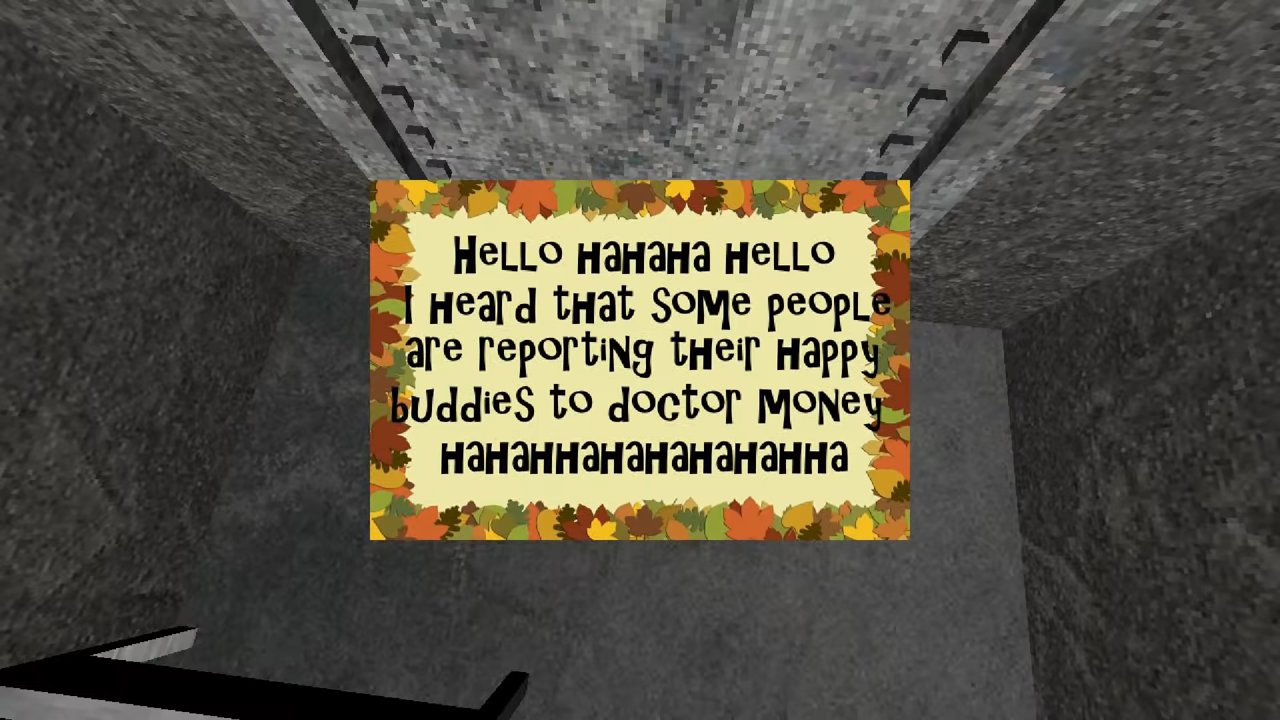 Hello HaHaHa Hello
I Heard that some people
are reporting their Happy
buddies to doctor money
HaHaHHaHaHaHaHaHHa